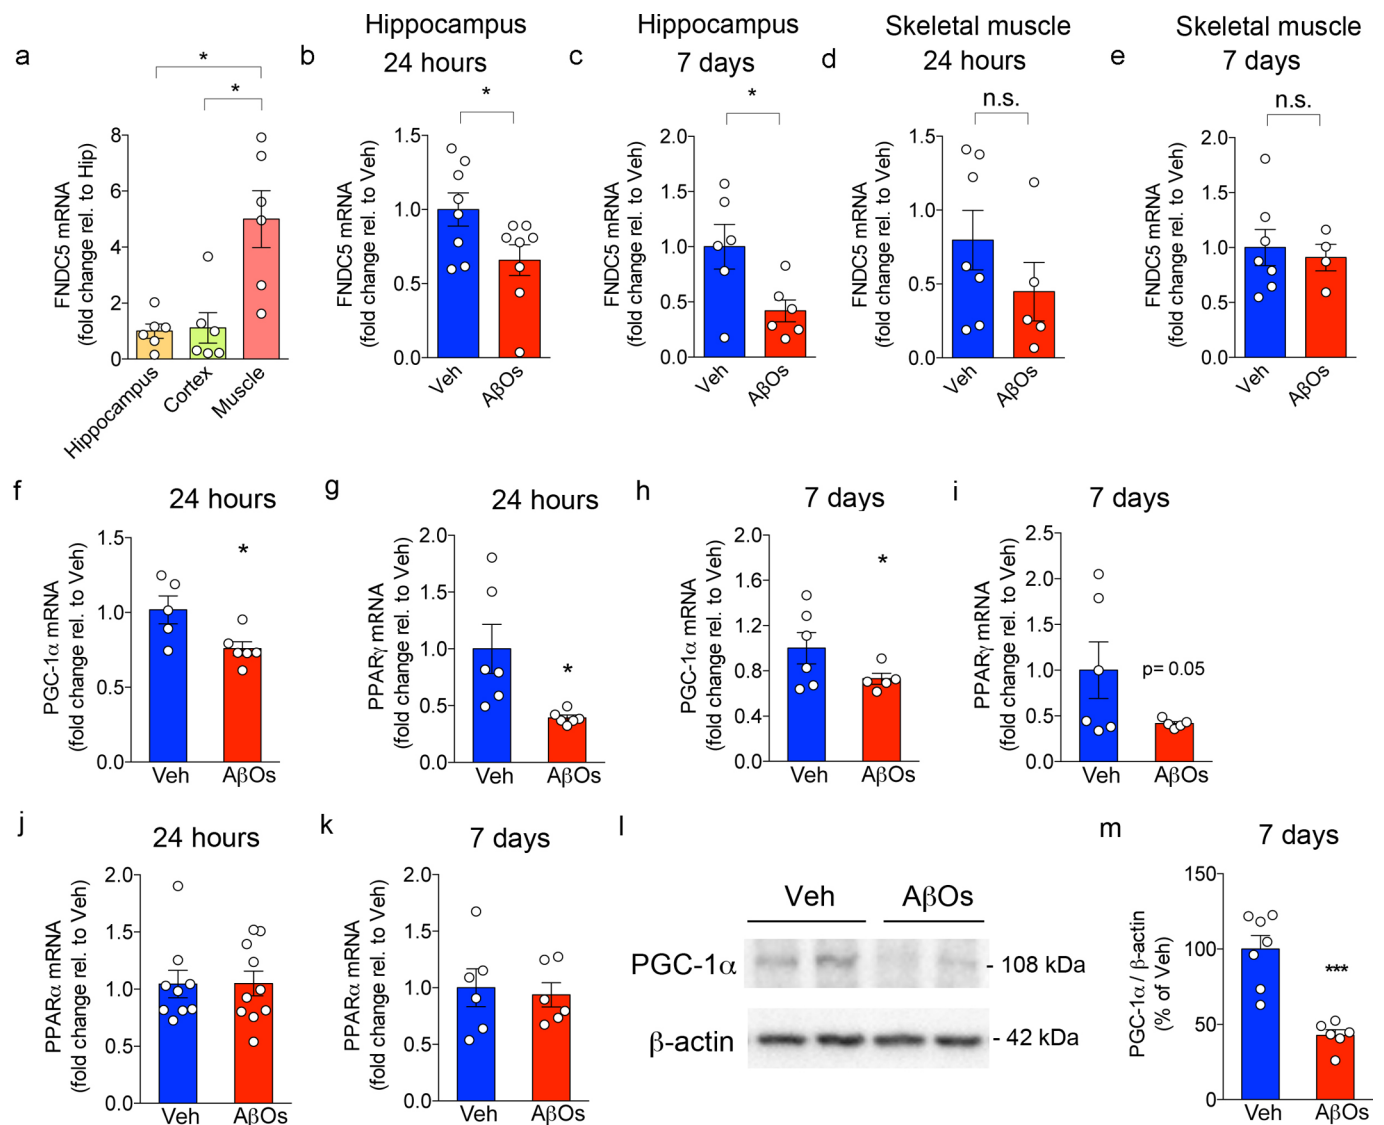 a
*
*
FNDC5 mRNA
(fold change rel. to Hip)
8
6
4
2
0
Hippocampus
Cortex
Muscle
b
Hippocampus
24 hours
*
FNDC5 mRNA
(fold change rel. to Veh)
1.5
1.0
0.5
0.0
Veh
AβOs
c
Hippocampus
7 days
*
FNDC5 mRNA
(fold change rel. to Veh)
2.0
1.5
1.0
0.5
0.0
Veh
AβOs
d
Skeletal muscle
24 hours
n.s.
FNDC5 mRNA
(fold change rel. to Veh)
1.5
1.0
0.5
0.0
Veh
AβOs
e
Skeletal muscle
7 days
n.s.
FNDC5 mRNA
(fold change rel. to Veh)
2.0
1.5
1.0
0.5
0.0
Veh
AβOs
f
24 hours
*
PGC-1α mRNA
(fold change rel. to Veh)
1.5
1.0
0.5
0.0
Veh
AβOs
g
24 hours
*
PPARγ mRNA
(fold change rel. to Veh)
2.0
1.5
1.0
0.5
0.0
Veh
AβOs
h
7 days
*
PGC-1α mRNA
(fold change rel. to Veh)
2.0
1.6
1.2
0.8
0.4
0.0
Veh
AβOs
i
7 days
p= 0.05
PPARγ mRNA
(fold change rel. to Veh)
2.5
2.0
1.5
1.0
0.5
0.0
Veh
AβOs
j
24 hours
PPARα mRNA
(fold change rel. to Veh)
2.0
1.5
1.0
0.5
0.0
Veh
AβOs
k
7 days
PPARα mRNA
(fold change rel. to Veh)
2.0
1.5
1.0
0.5
0.0
Veh
AβOs
l
Veh
AβOs
PGC-1α
- 108 kDa
β-actin
- 42 kDa
m
7 days
***
PGC-1α / β-actin
(% of Veh)
150
100
50
0
Veh
AβOs